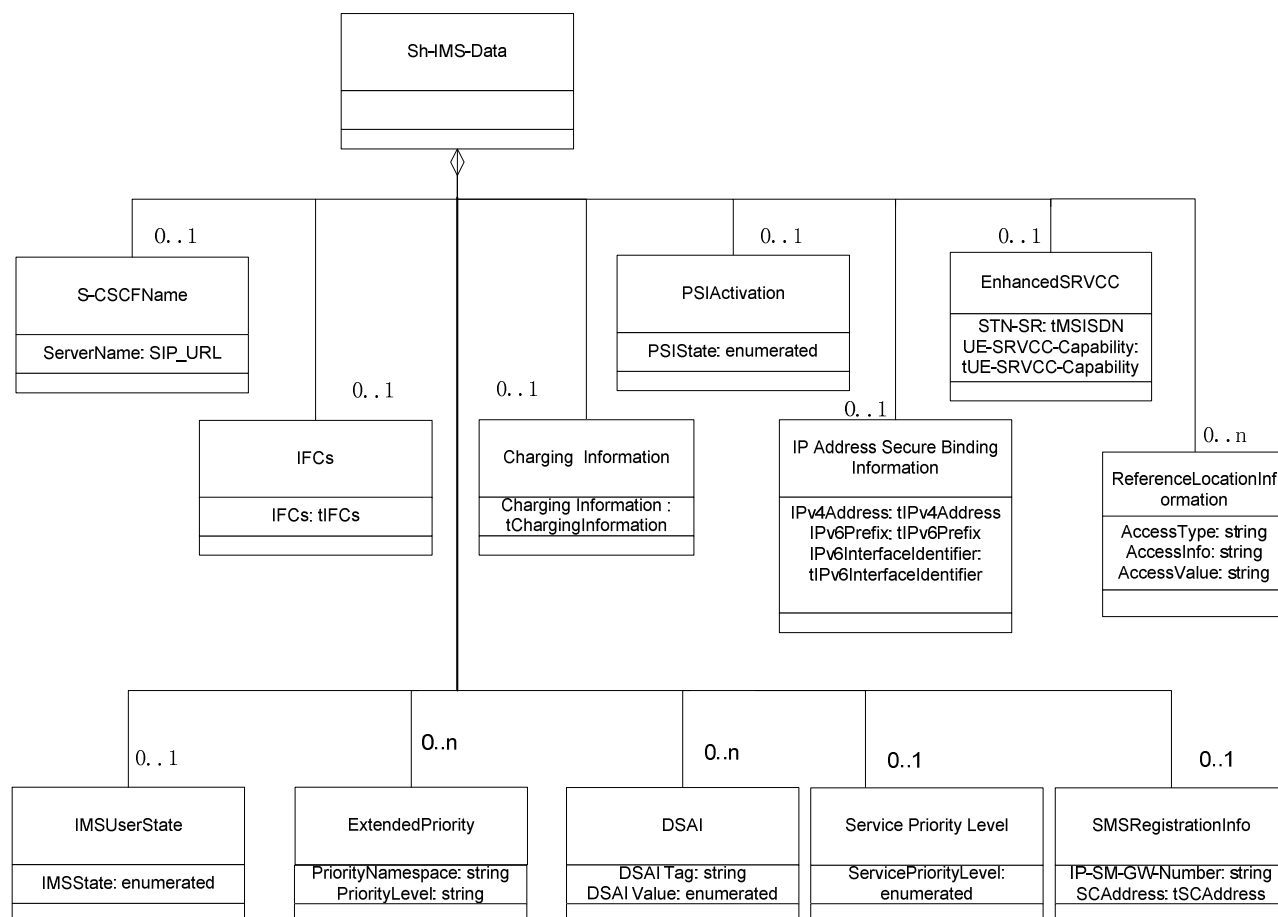 Sh-IMS-Data
0..1
S-CSCFName
ServerName: SIP_URL
0..1
IFCs
IFCs: tIFCs
0..1
Charging Information
Charging Information :
tChargingInformation
0..1
PSIActivation
PSIState: enumerated
0..1
IP Address Secure Binding
Information
IPv4Address: tIPv4Address
IPv6Prefix: tIPv6Prefix
IPv6InterfaceIdentifier:
tIPv6InterfaceIdentifier
0..1
EnhancedSRVCC
STN-SR: tMSISDN
UE-SRVCC-Capability:
tUE-SRVCC-Capability
0..n
ReferenceLocationInf
ormation
AccessType: string
AccessInfo: string
AccessValue: string
0..1
IMSUserState
IMSState: enumerated
0..n
ExtendedPriority
PriorityNamespace: string
PriorityLevel: string
0..n
DSAI
DSAI Tag: string
DSAI Value: enumerated
0..1
Service Priority Level
ServicePriorityLevel:
enumerated
0..1
SMSRegistrationInfo
IP-SM-GW-Number: string
SCAddress: tSCAddress